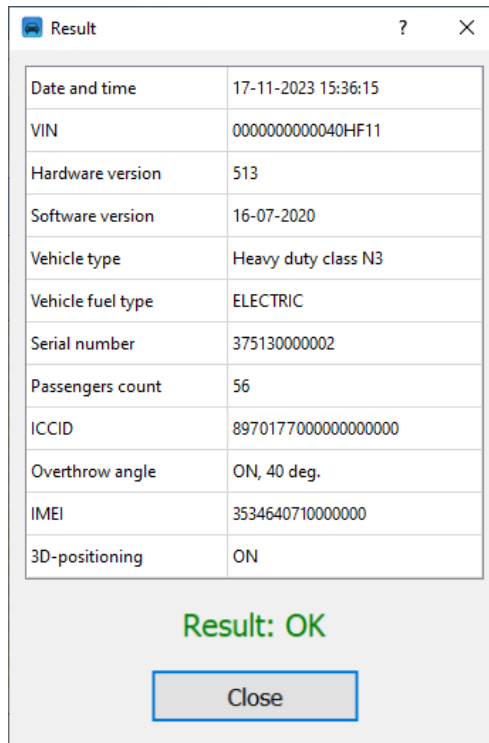 Result
?
Date and time 17-11-2023 15:36:15
VIN 0000000000040HF11
Hardware version 513
Software version 16-07-2020
Vehicle type Heavy duty class N3
Vehicle fuel type ELECTRIC
Serial number 375130000002
Passengers count 56
ICCID 8970177000000000000
Overthrow angle ON, 40 deg.
IMEI 3534640710000000
3D-positioning ON
Result: OK
Close